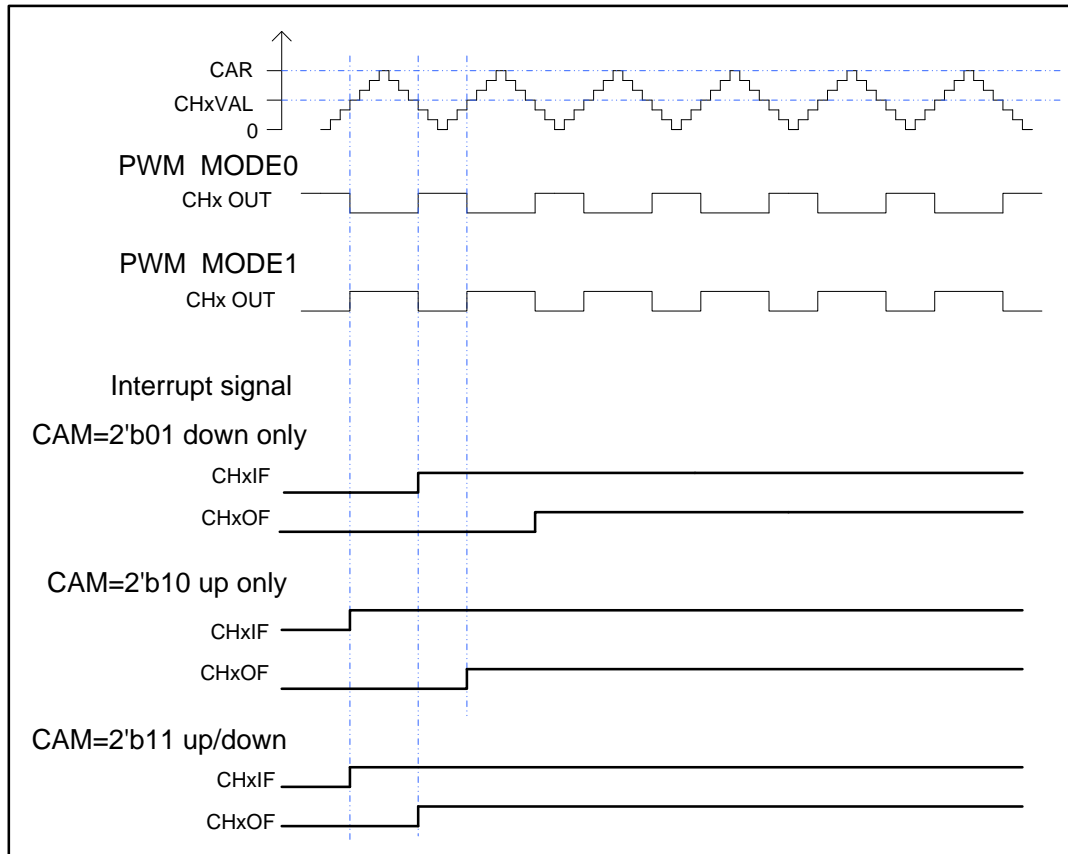 CAR
CHxVAL
0
PWM MODE0
CHx OUT
PWM MODE1
CHx OUT
Interrupt signal
CAM=2'b01 down only
CHxIF
CHxOF
CAM=2'b10 up only
CHxIF
CHxOF
CAM=2'b11 up/down
CHxIF
CHxOF